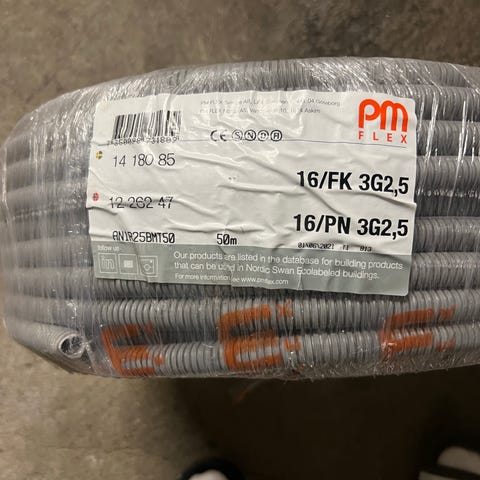 PM FLEX
PM
FLEX
14 180 85
16/FK 3G2,5
12 262 47
16/PN 3G2,5
AN1R25BMT50 50m
follow us
Our products are listed in the database for building products
that can be used in Nordic Swan Ecolabeled buildings.
For more information see www.pmflex.com